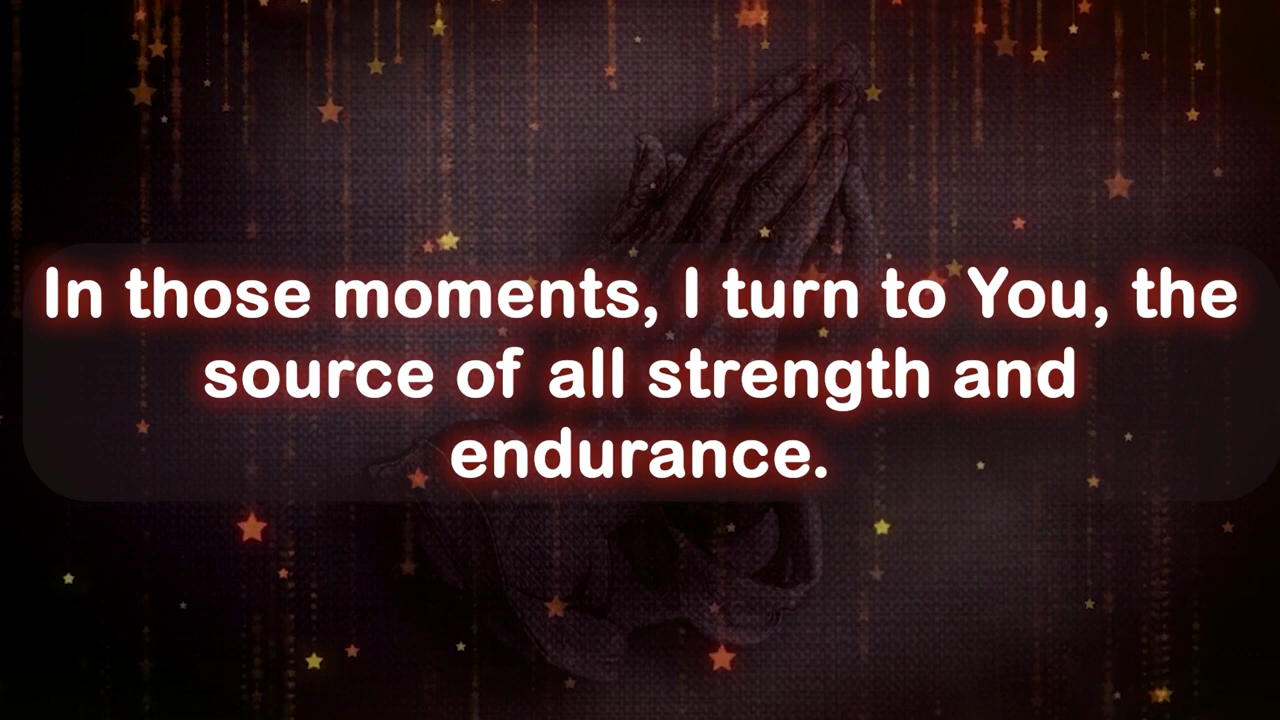 In those moments, I turn to You, the
source of all strength and
endurance.